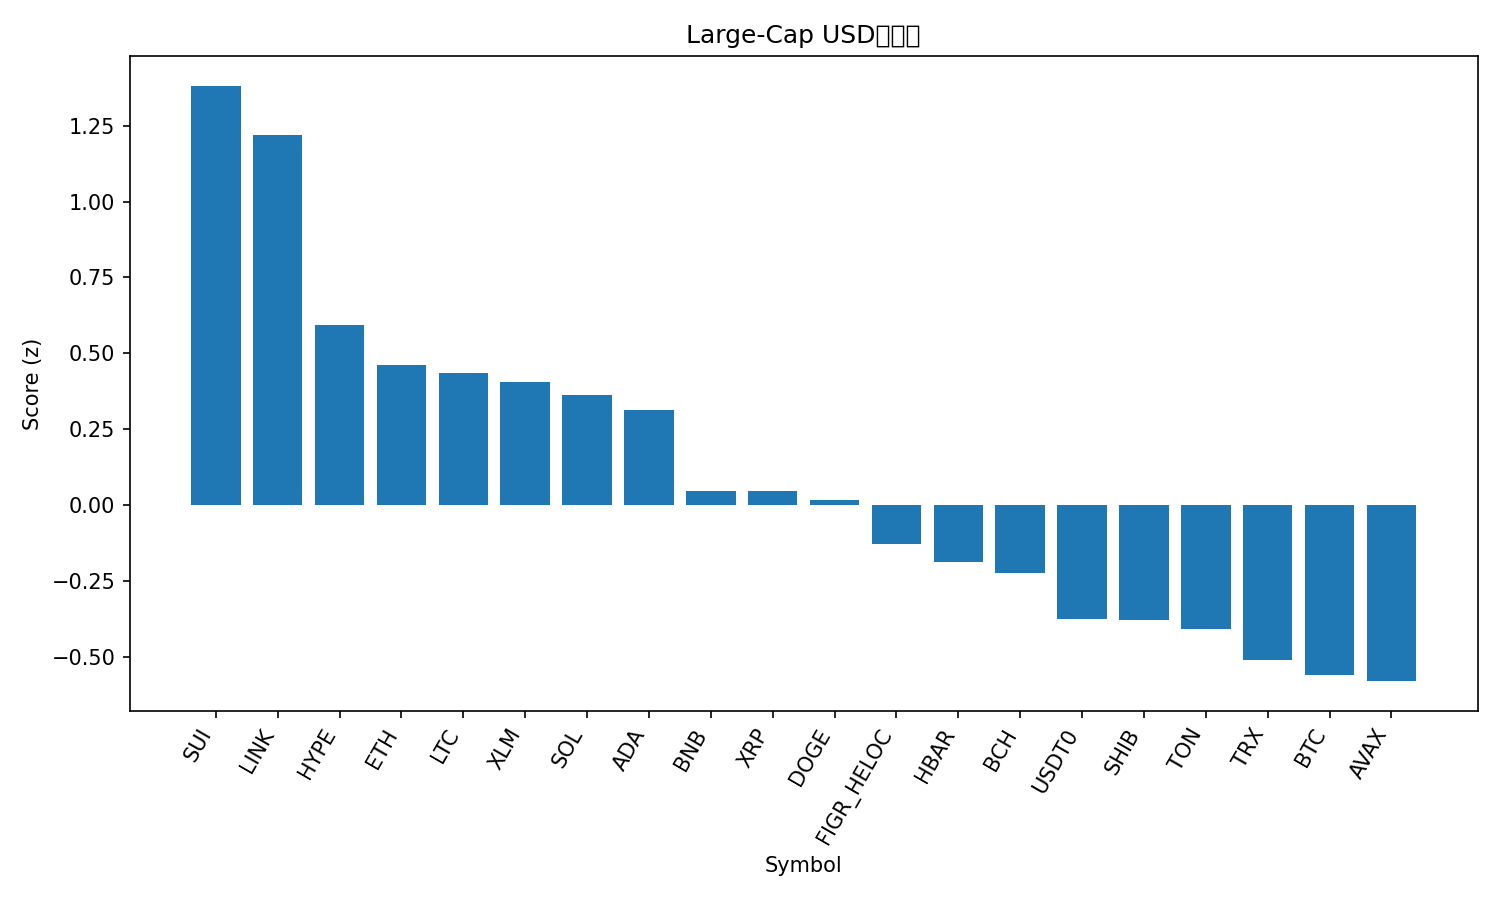 Large-Cap USD
1.25
1.00
0.75
0.50
0.25
0.00
−0.25
−0.50
Score (z)
SUI
LINK
HYPE
ETH
LTC
XLM
SOL
ADA
BNB
XRP
DOGE
FIGR_HELOC
HBAR
BCH
USDT0
SHIB
TON
TRX
BTC
AVAX
Symbol